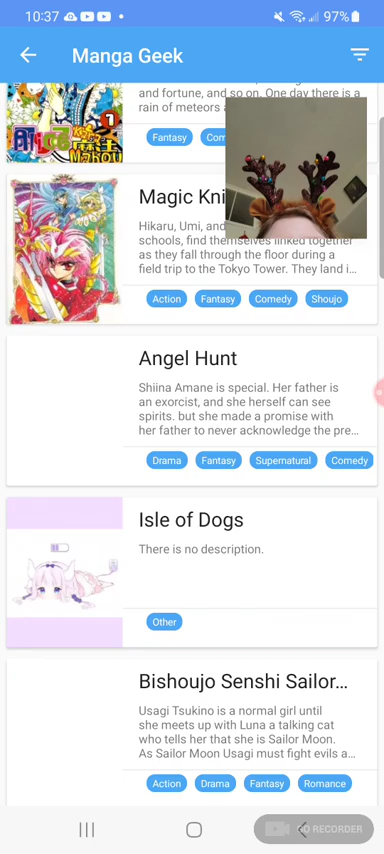 10:37 97%
Manga Geek
and fortune, and so on. One day there is a
rain of meteors
Fantasy
1
Magic Kni
Hikaru, Umi, and
schools, find themselves linked together
as they fall through the floor during a
field trip to the Tokyo Tower. They land i...
Action Fantasy Comedy Shoujo
Angel Hunt
Shiina Amane is special. Her father is
an exorcist, and she herself can see
spirits. but she made a promise with
her father to never acknowledge the pre...
Drama Fantasy Supernatural Comedy
Isle of Dogs
There is no description.
Other
Bishoujo Senshi Sailor...
Usagi Tsukino is a normal girl until
she meets up with Luna a talking cat
who tells her that she is Sailor Moon.
As Sailor Moon Usagi must fight evils a...
Action Drama Fantasy Romance
RECORDER